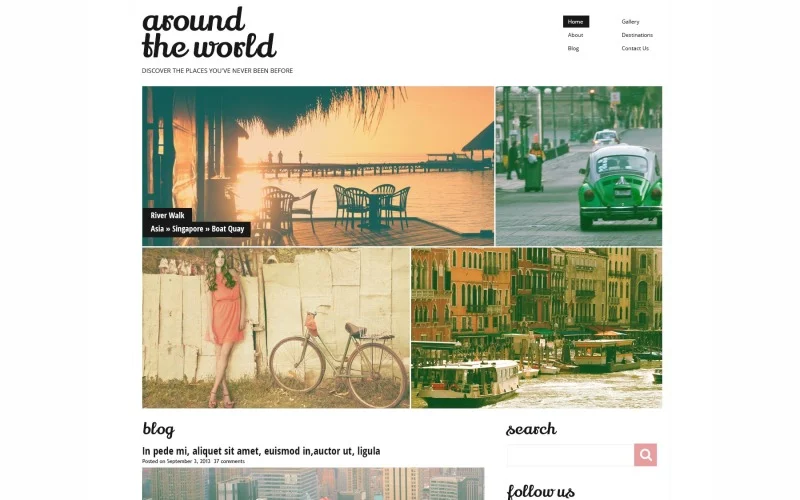 around
the world
DISCOVER THE PLACES YOU'VE NEVER BEEN BEFORE
Home
Gallery
About
Destinations
Blog
Contact Us
River Walk
Asia » Singapore » Boat Quay
blog
In pede mi, aliquet sit amet, euismod in,auctor ut, ligula
Posted on September 3, 2013 37 comments
search
follow us